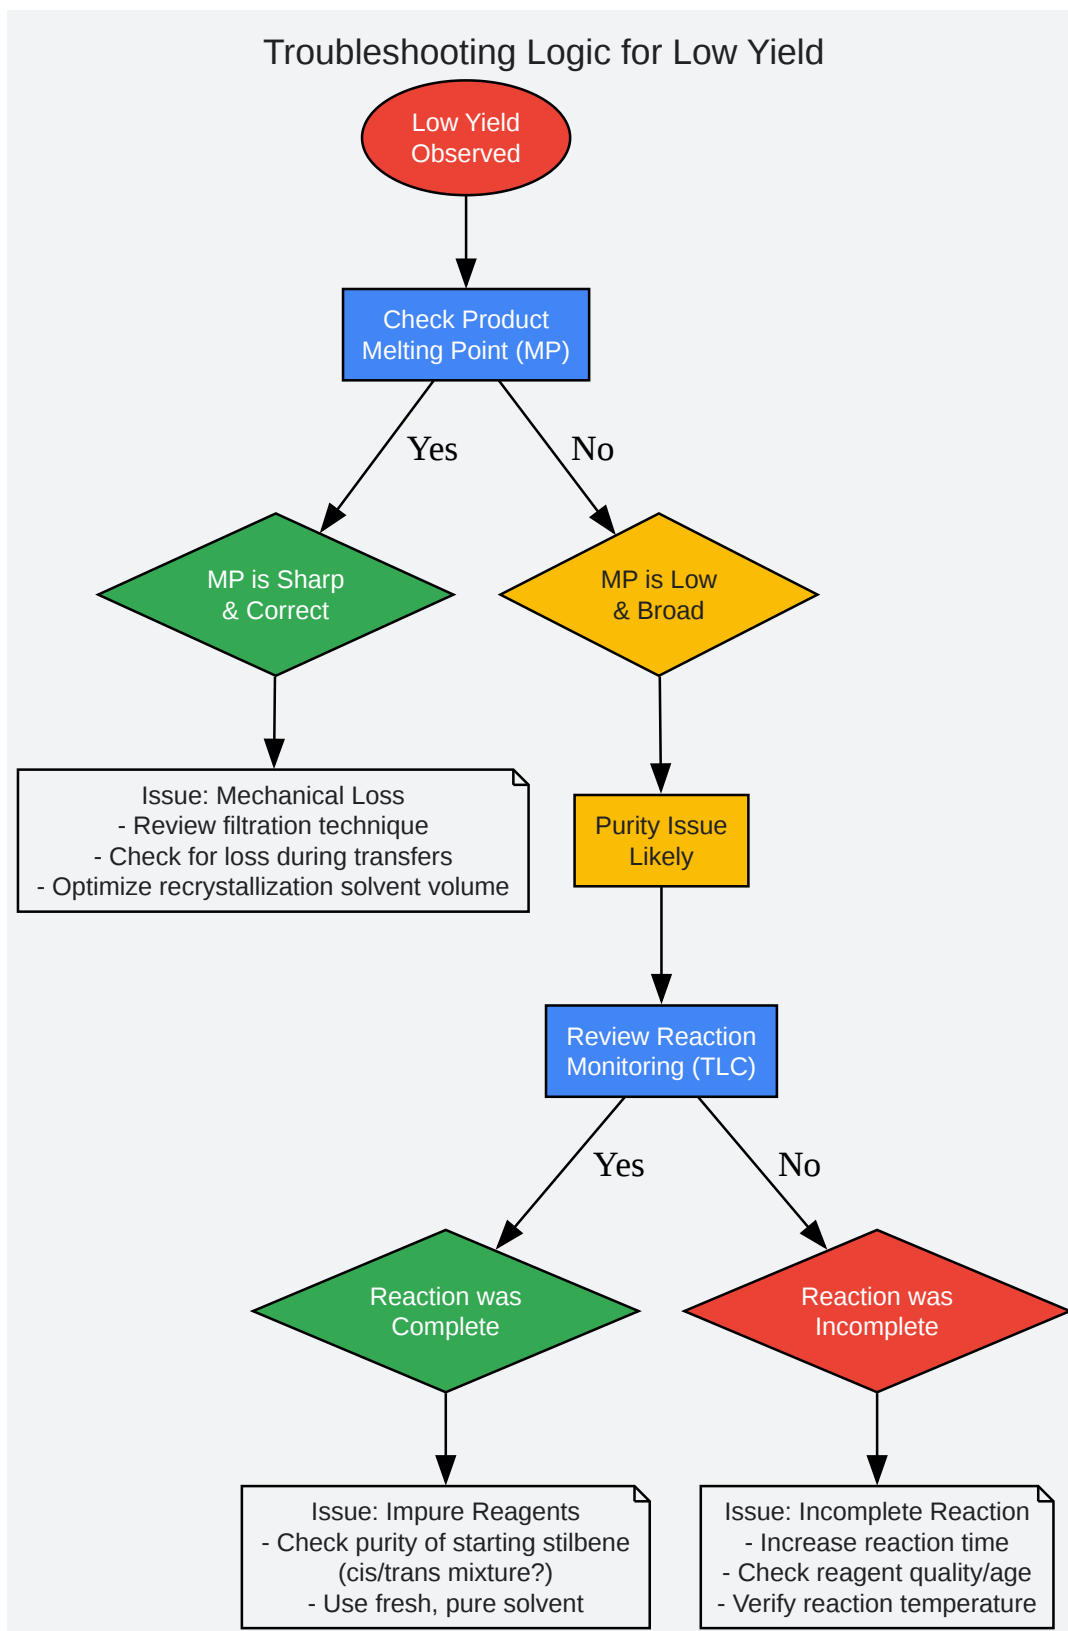 Troubleshooting Logic for Low Yield
Low Yield
Observed
Check Product
Melting Point (MP)
Yes
No
MP is Sharp
& Correct
MP is Low
& Broad
Issue: Mechanical Loss
- Review filtration technique
- Check for loss during transfers
- Optimize recrystallization solvent volume
Purity Issue
Likely
Review Reaction
Monitoring (TLC)
Yes
No
Reaction was
Complete
Reaction was
Incomplete
Issue: Impure Reagents
- Check purity of starting stilbene
(cis/trans mixture?)
- Use fresh, pure solvent
Issue: Incomplete Reaction
- Increase reaction time
- Check reagent quality/age
- Verify reaction temperature